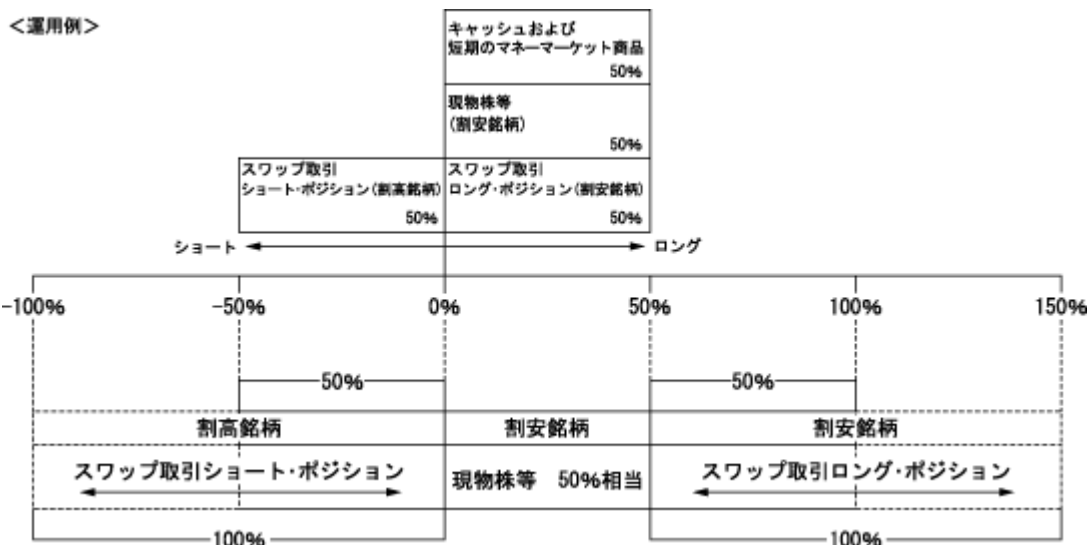 <運用例>
キャッシュおよび
短期のマネーマーケット商品
50%
現物株等
(割安銘柄)
50%
スワップ取引
ショート・ポジション(割高銘柄)
50%
スワップ取引
ロング・ポジション(割安銘柄)
50%
ショート
ロング
-100%
-50%
0%
50%
100%
150%
50%
50%
割高銘柄
割安銘柄
割安銘柄
スワップ取引ショート・ポジション
現物株等 50%相当
スワップ取引ロング・ポジション
100%
100%